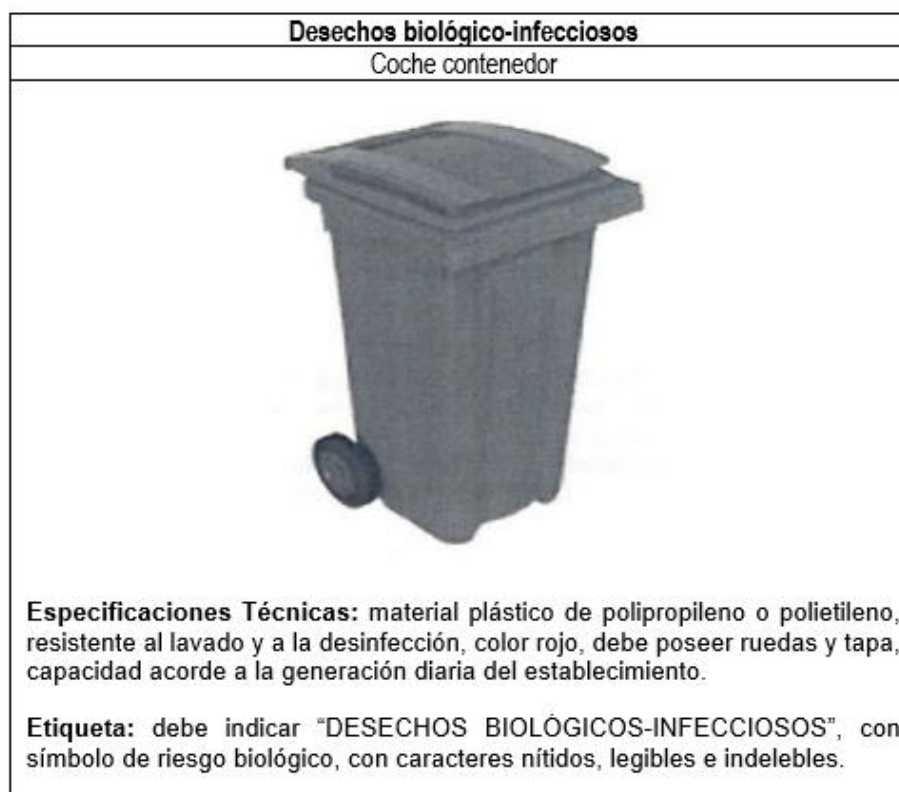 Desechos biológico-infecciosos
Coche contenedor
Especificaciones Técnicas: material plástico de polipropileno o polietileno,
resistente al lavado y a la desinfección, color rojo, debe poseer ruedas y tapa,
capacidad acorde a la generación diaria del establecimiento.
Etiqueta: debe indicar “DESECHOS BIOLÓGICOS-INFECCIOSOS”, con
símbolo de riesgo biológico, con caracteres nítidos, legibles e indelebles.